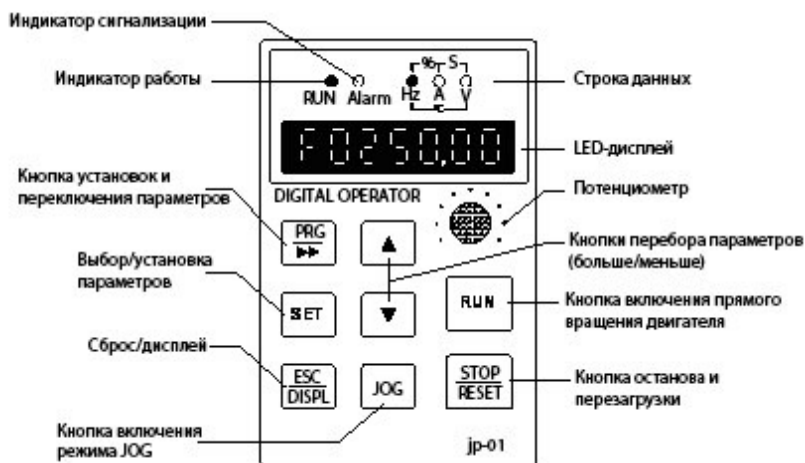 Индикатор сигнализации
Индикатор работы
RUN Alarm
% S
Hz A V
Строка данных
F0250,00
LED-дисплей
DIGITAL OPERATOR
Потенциометр
Кнопка установок и
переключения параметров
PRG
▶▶
▲
Кнопки перебора параметров
(больше/меньше)
Выбор/установка
параметров
SET
▼
RUN
Кнопка включения прямого
вращения двигателя
Сброс/дисплей
ESC
DISPL
JOG
STOP
RESET
Кнопка останова и
перезагрузки
Кнопка включения
режима JOG
jp-01